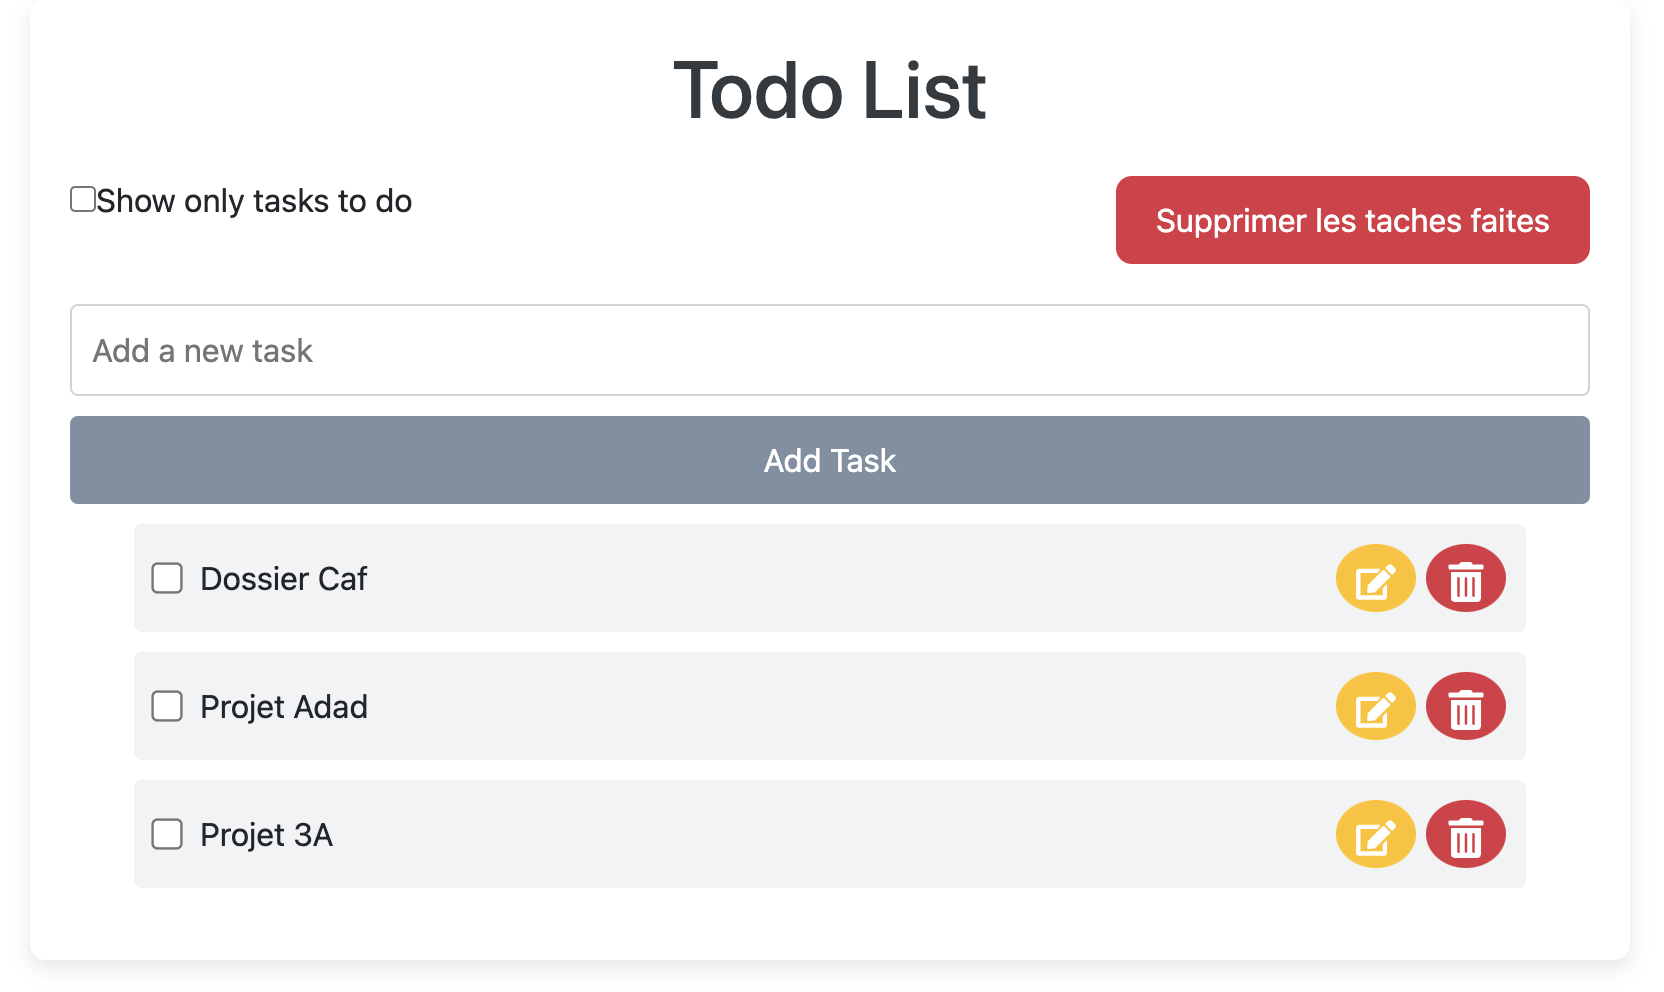 Todo List
Show only tasks to do
Supprimer les taches faites
Add a new task
Add Task
Dossier Caf
Projet Adad
Projet 3A